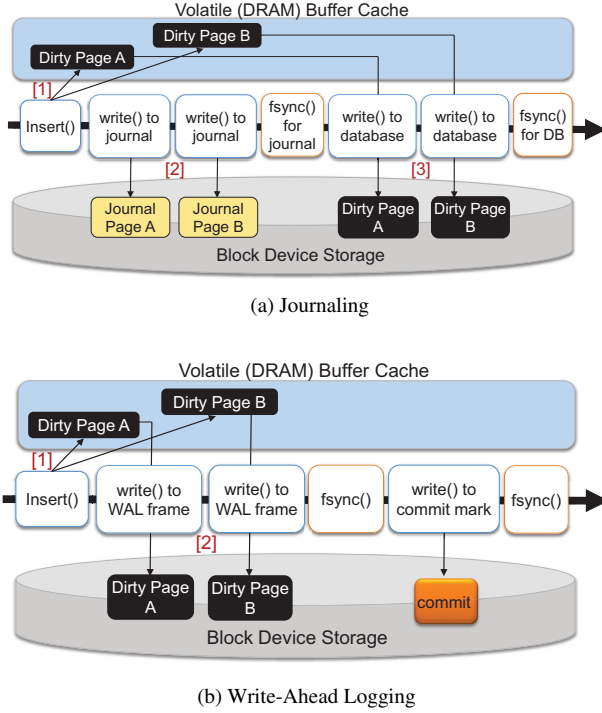 Volatile (DRAM) Buffer Cache
Dirty Page B
Dirty Page A
[1]
Insert()
write() to
journal
write() to
journal
fsync()
for
journal
write() to
database
write() to
database
fsync()
for DB
[2]
[3]
Journal
Page A
Journal
Page B
Dirty Page
A
Dirty Page
B
Block Device Storage
(a) Journaling
Volatile (DRAM) Buffer Cache
Dirty Page B
Dirty Page A
[1]
Insert()
write() to
WAL frame
write() to
WAL frame
fsync()
write() to
commit mark
fsync()
[2]
Dirty Page
A
Dirty Page
B
commit
Block Device Storage
(b) Write-Ahead Logging